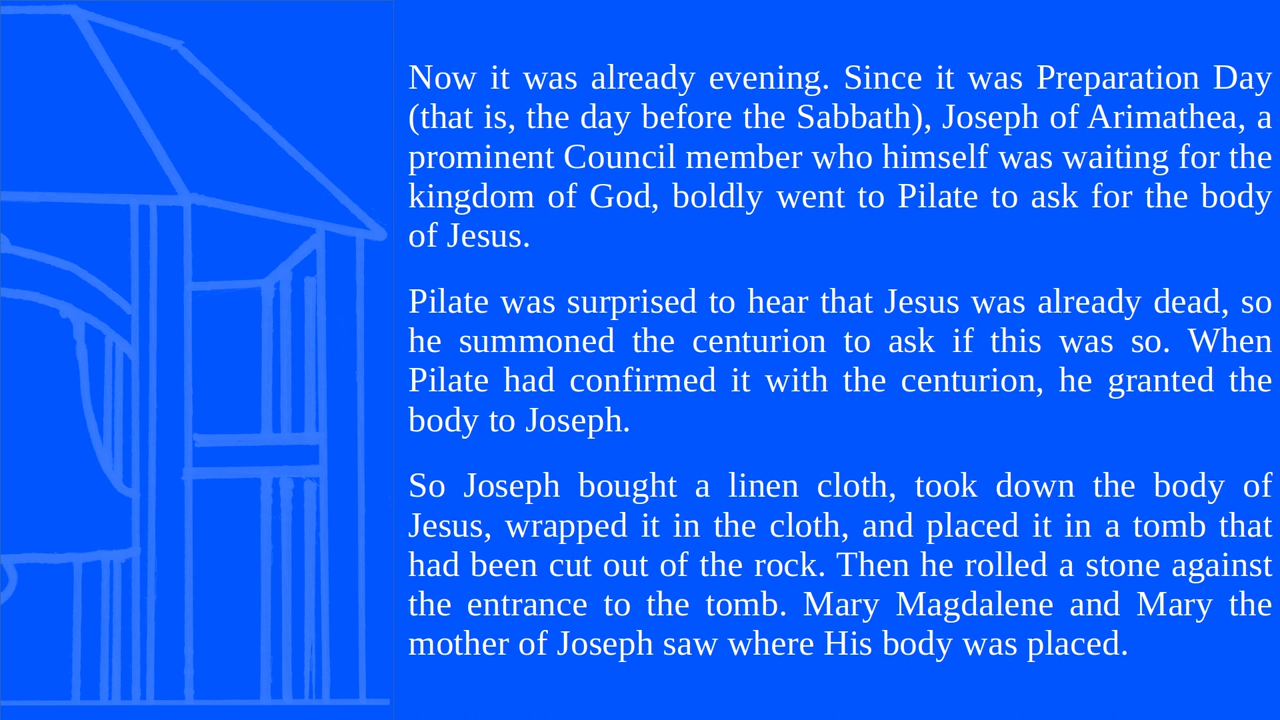 Now it was already evening. Since it was Preparation Day
(that is, the day before the Sabbath), Joseph of Arimathea, a
prominent Council member who himself was waiting for the
kingdom of God, boldly went to Pilate to ask for the body
of Jesus.
Pilate was surprised to hear that Jesus was already dead, so
he summoned the centurion to ask if this was so. When
Pilate had confirmed it with the centurion, he granted the
body to Joseph.
So Joseph bought a linen cloth, took down the body of
Jesus, wrapped it in the cloth, and placed it in a tomb that
had been cut out of the rock. Then he rolled a stone against
the entrance to the tomb. Mary Magdalene and Mary the
mother of Joseph saw where His body was placed.